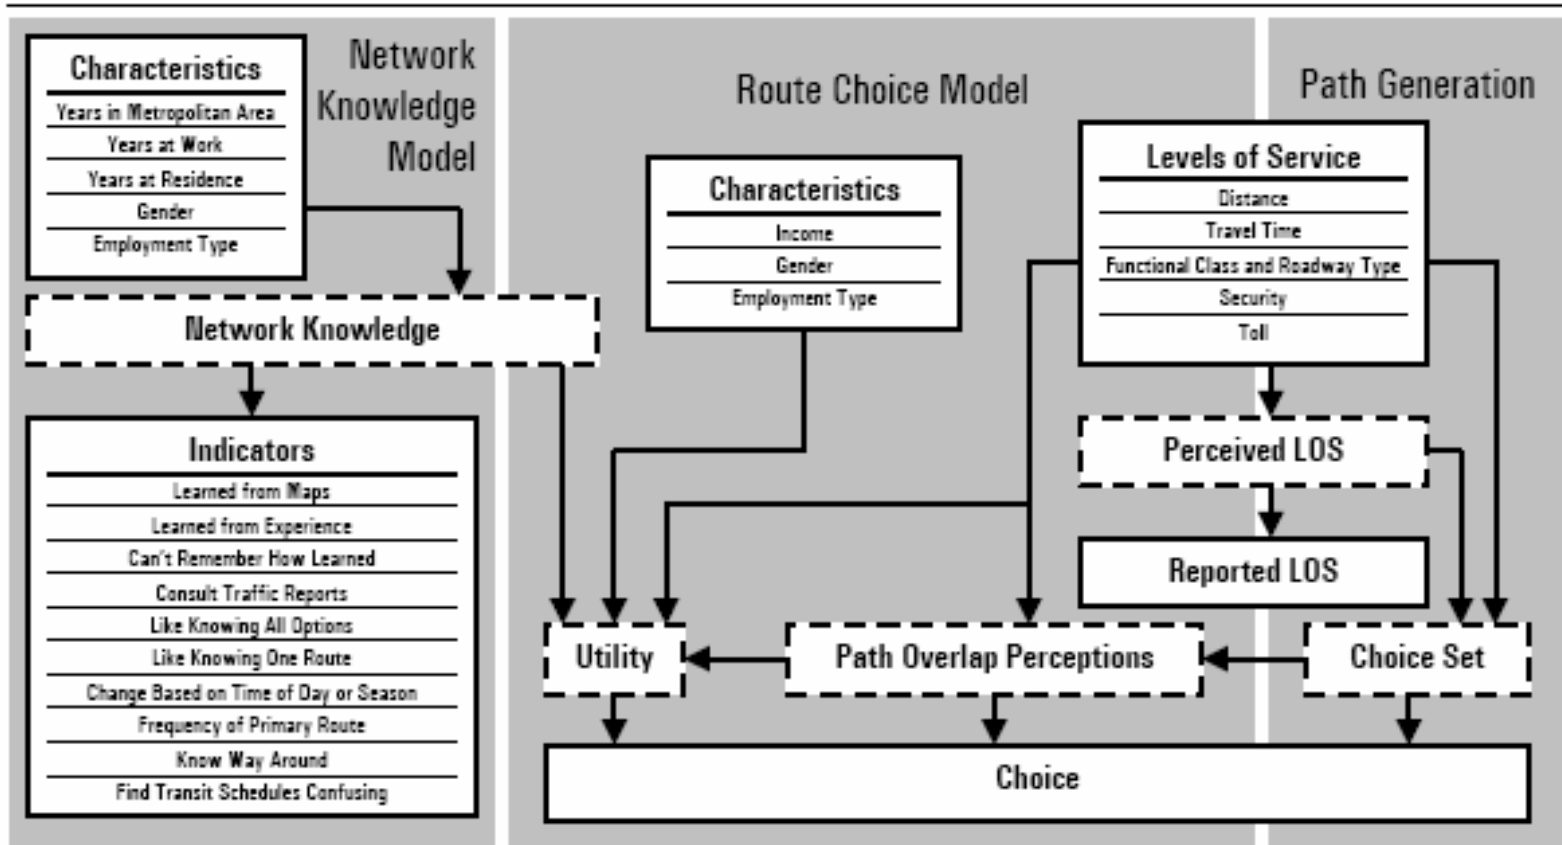 Network
Knowledge
Model
Characteristics
Years in Metropolitan Area
Years at Work
Years at Residence
Gender
Employment Type
Network Knowledge
Indicators
Learned from Maps
Learned from Experience
Can't Remember How Learned
Consult Traffic Reports
Like Knowing All Options
Like Knowing One Route
Change Based on Time of Day or Season
Frequency of Primary Route
Know Way Around
Find Transit Schedules Confusing
Route Choice Model
Characteristics
Income
Gender
Employment Type
Path Generation
Levels of Service
Distance
Travel Time
Functional Class and Roadway Type
Security
Toll
Perceived LOS
Reported LOS
Utility
Path Overlap Perceptions
Choice Set
Choice